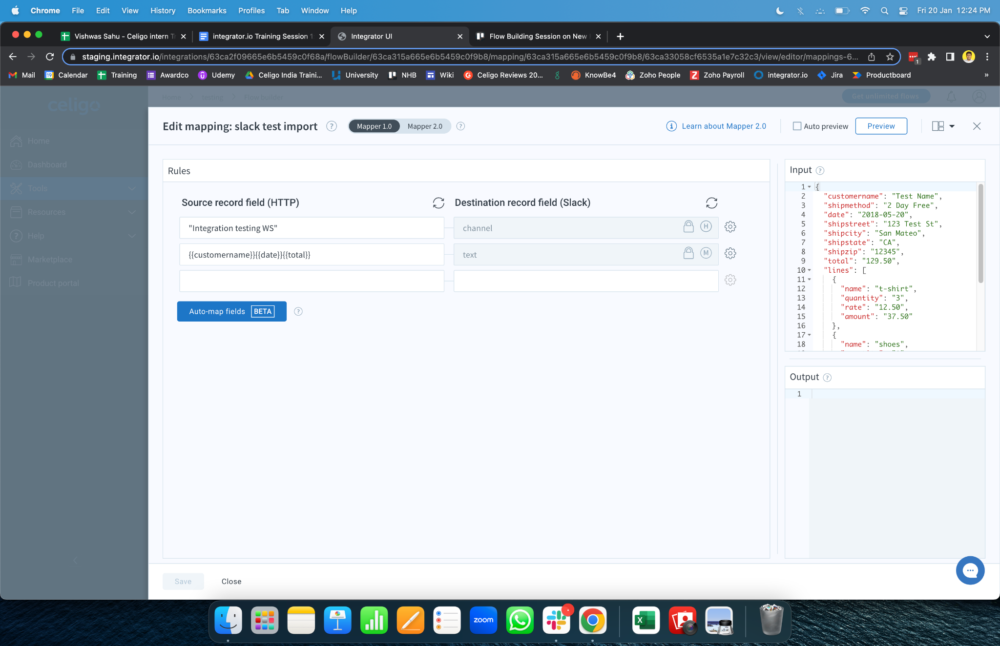 Chrome File Edit View History Bookmarks Profiles Tab Window Help Fri 20 Jan 12:24 PM
Vishwas Sahu - Celigo intern Tr integrator.io Training Session 1 Integrator UI Flow Building Session on New
staging.integrator.io/integrations/63ca2f09665e6b5459c0f68a/flowBuilder/63ca315a665e6b5459c0f9b8/mapping/63ca315a665e6b5459c0f9b8/63ca33058cf6535a1e7c32c3/view/editor/mappings-6... 1
Mail 19 Calendar Training Awardco Udemy Celigo India Traini... University NHB Wiki Celigo Reviews 20... KnowBe4 Zoho People Zoho Payroll integrator.io Jira Productboard »
celigo
Home > testing > Flow builder Get unlimited flows
Home
Dashboard
Tools
Resources
Help
Marketplace
Product portal
Edit mapping: slack test import ? Mapper 1.0 Mapper 2.0 ? Learn about Mapper 2.0 Auto preview Preview
Rules
Source record field (HTTP) Destination record field (Slack)
"Integration testing WS" channel H
{{customername}}{{date}}{{total}} text M
Auto-map fields BETA ?
Input ?
1 {
2 "customername": "Test Name",
3 "shipmethod": "2 Day Free",
4 "date": "2018-05-20",
5 "shipstreet": "123 Test St",
6 "shipcity": "San Mateo",
7 "shipstate": "CA",
8 "shipzip": "12345",
9 "total": "129.50",
10 "lines": [
11 {
12 "name": "t-shirt",
13 "quantity": "3",
14 "rate": "12.50",
15 "amount": "37.50"
16 },
17 {
18 "name": "shoes",
Output ?
1
Save Close
zoom